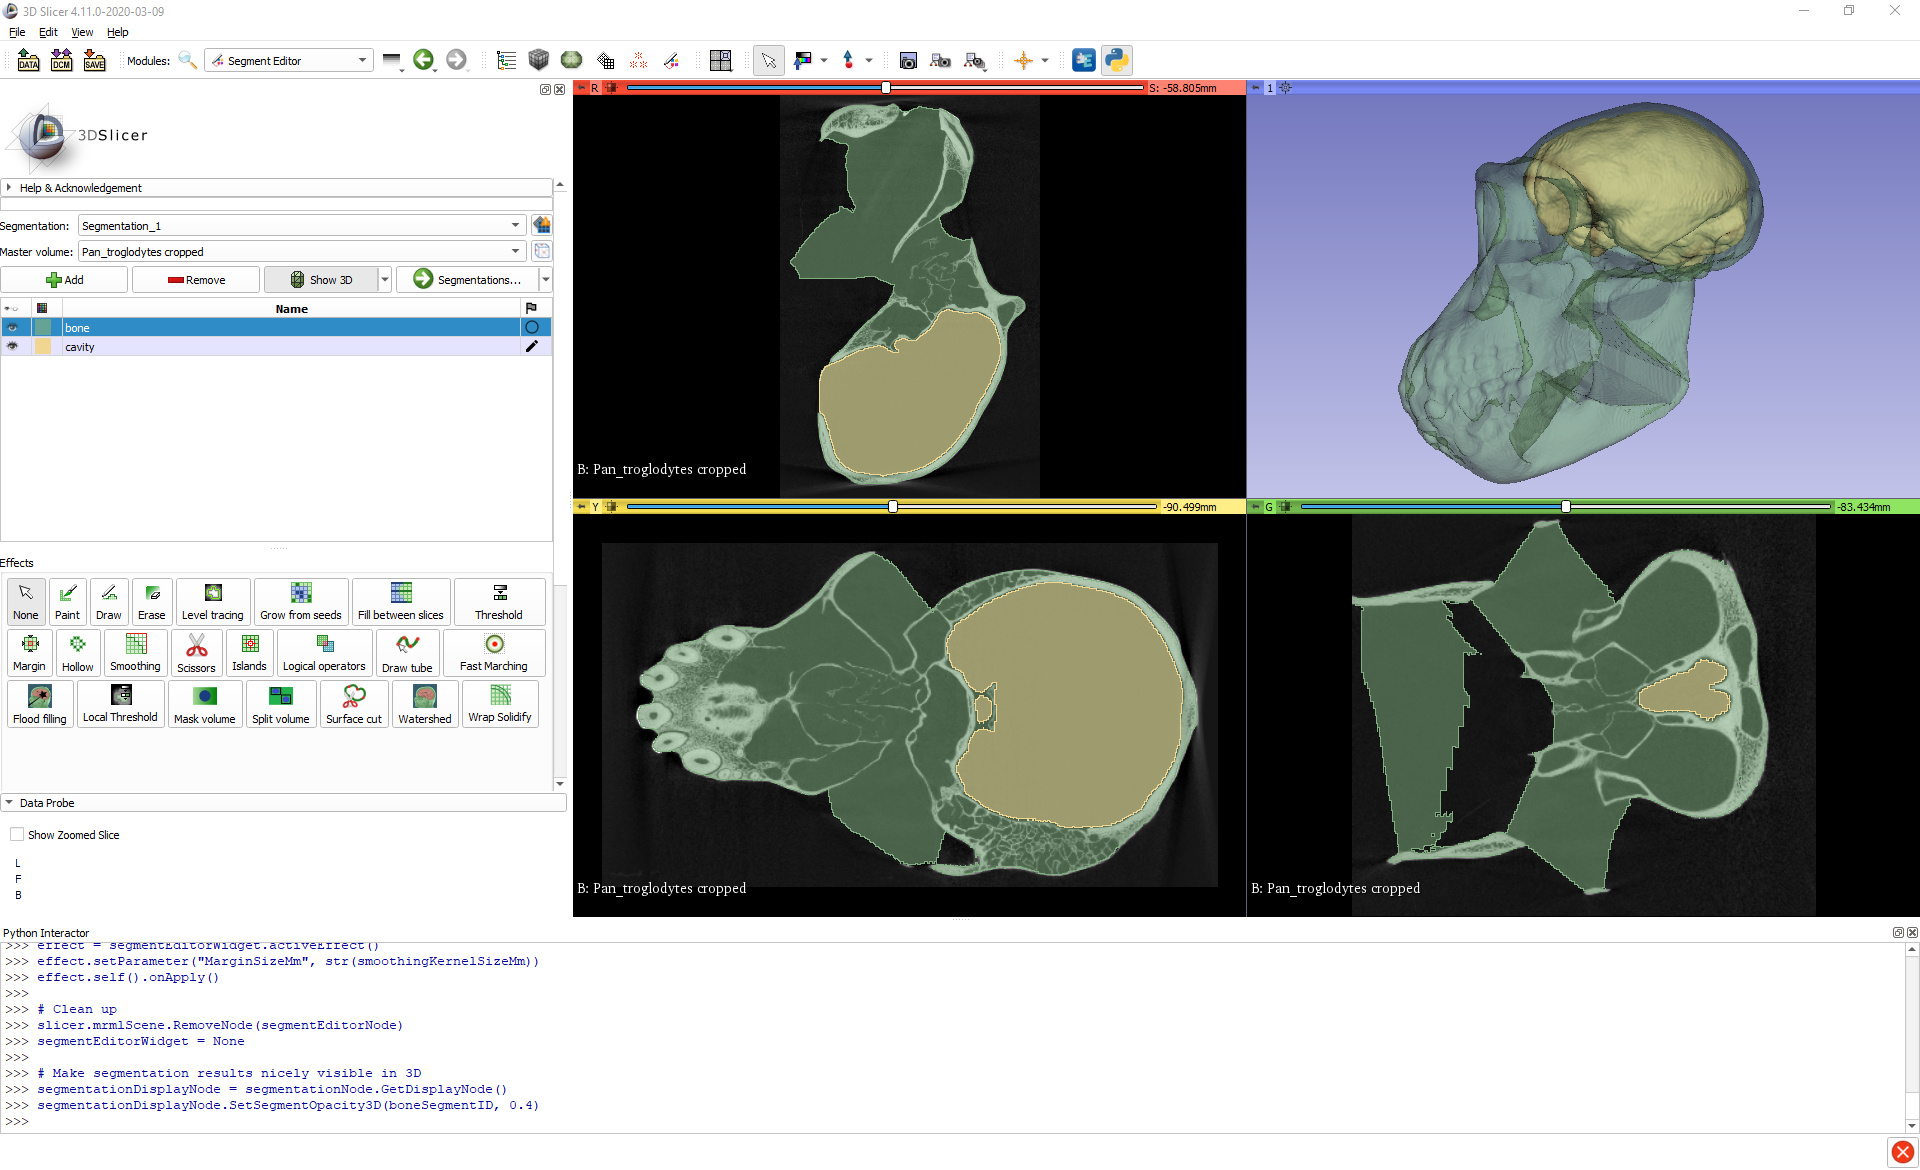 3D Slicer 4.11.0-2020-03-09
File Edit View Help
DATA DCM SAVE Modules: Segment Editor
3DSlicer
Help & Acknowledgement
Segmentation: Segmentation_1
Master volume: Pan_troglodytes cropped
Add Remove Show 3D Segmentations...
Name
bone
cavity
Effects
None Paint Draw Erase Level tracing Grow from seeds Fill between slices Threshold
Margin Hollow Smoothing Scissors Islands Logical operators Draw tube Fast Marching
Flood filling Local Threshold Mask volume Split volume Surface cut Watershed Wrap Solidify
Data Probe
Show Zoomed Slice
L
F
B
R S: -58.805mm
B: Pan_troglodytes cropped
1
Y -90.499mm
B: Pan_troglodytes cropped
G -83.434mm
B: Pan_troglodytes cropped
Python Interactor
>>> effect = segmentEditorWidget.activeEffect()
>>> effect.setParameter("MarginSizeMm", str(smoothingKernelSizeMm))
>>> effect.self().onApply()
>>>
>>> # Clean up
>>> slicer.mrmlScene.RemoveNode(segmentEditorNode)
>>> segmentEditorWidget = None
>>>
>>> # Make segmentation results nicely visible in 3D
>>> segmentationDisplayNode = segmentationNode.GetDisplayNode()
>>> segmentationDisplayNode.SetSegmentOpacity3D(boneSegmentID, 0.4)
>>>